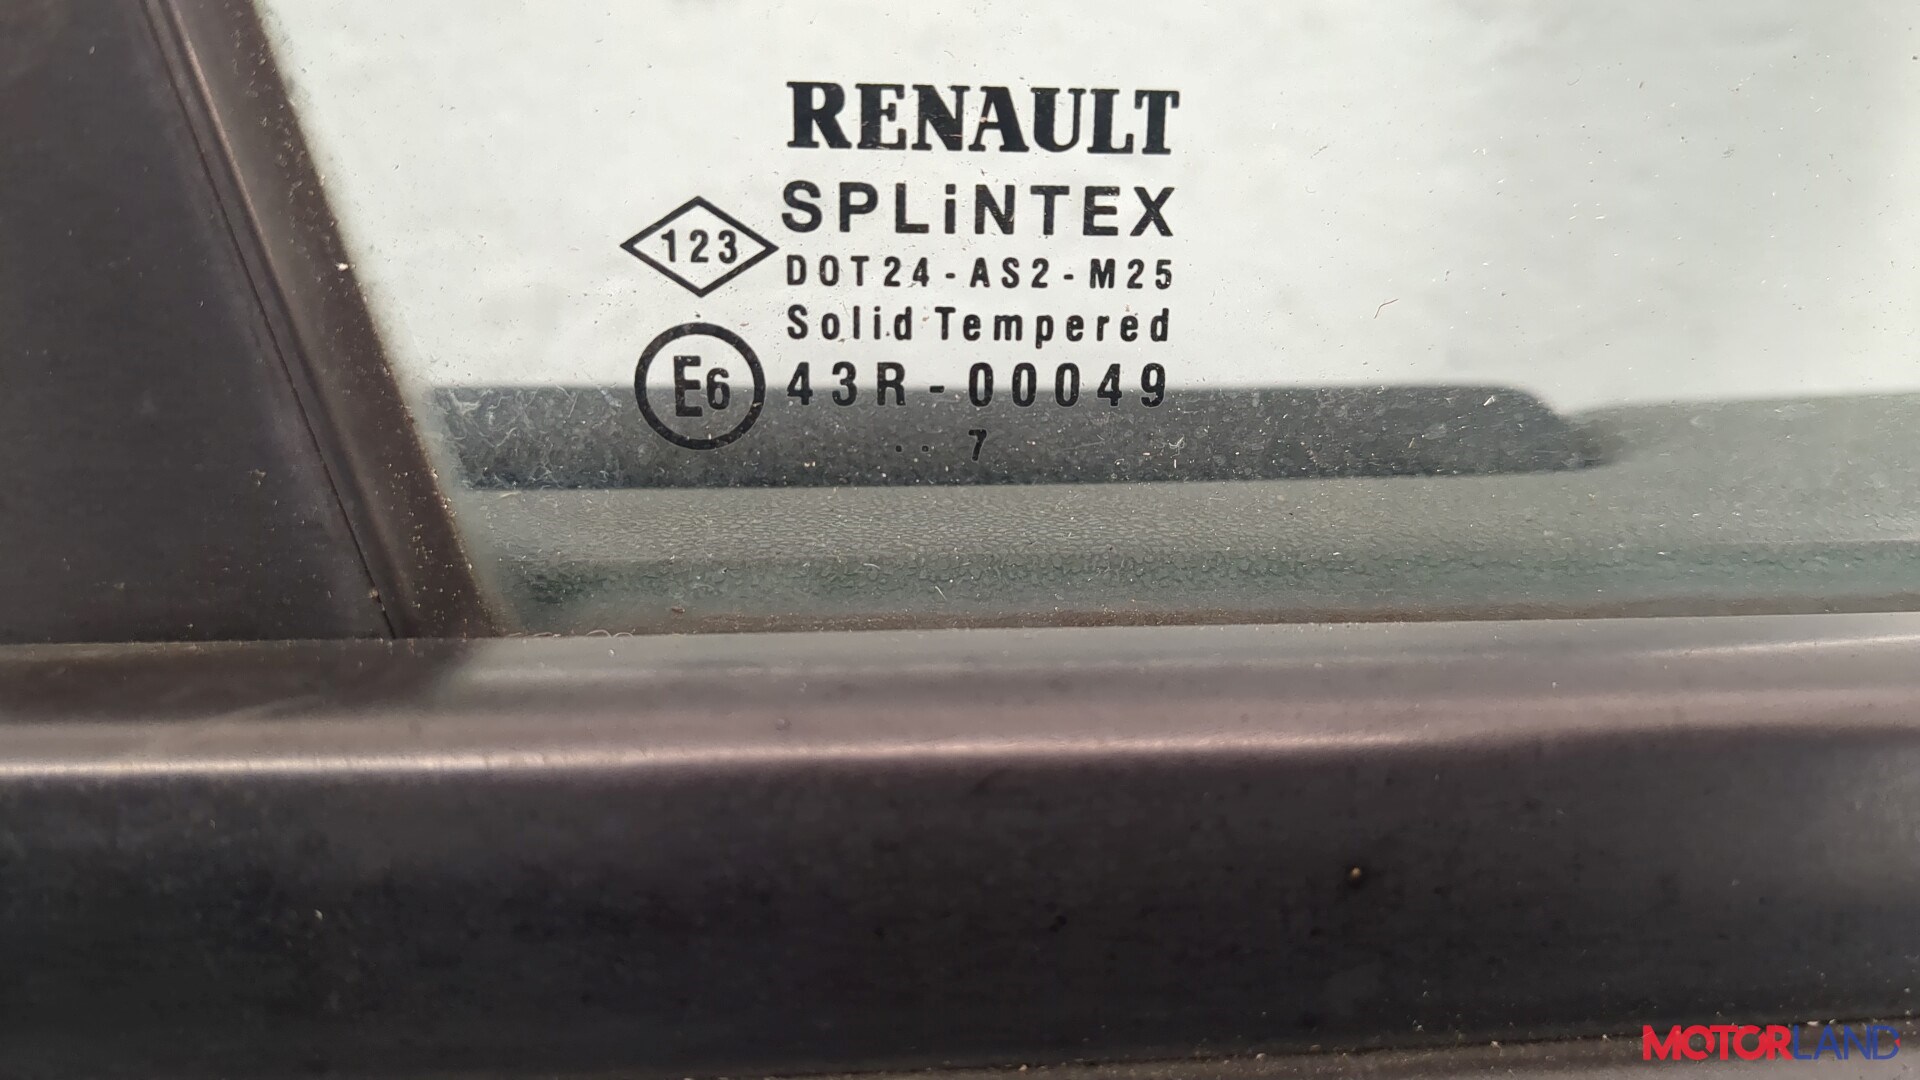 RENAULT
SPLiNTEX
123
DOT24-AS2-M25
Solid Tempered
E6 43R-00049
.. 7
MOTORLAND